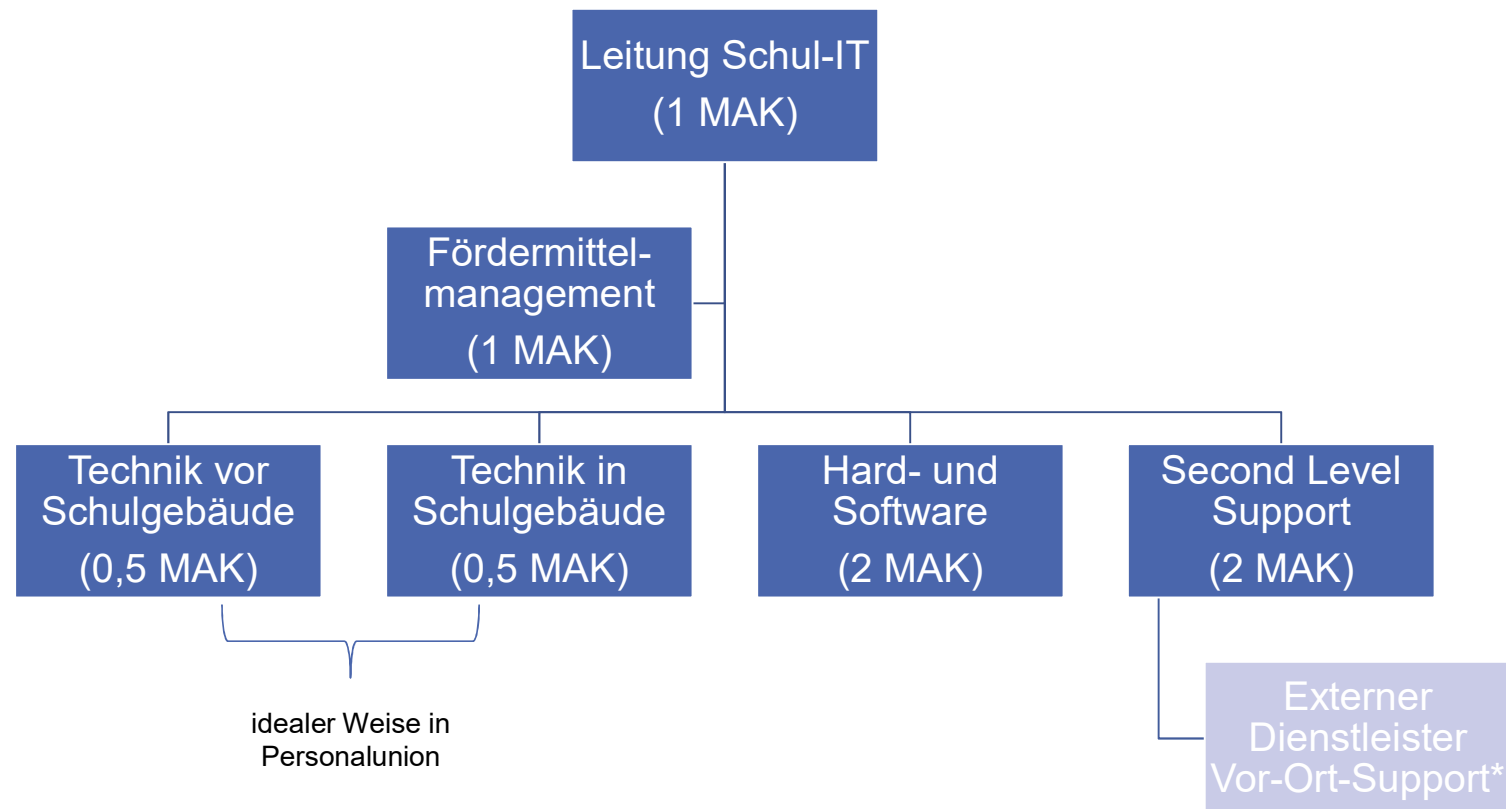 Leitung Schul-IT
(1 MAK)
Fördermittel-
management
(1 MAK)
Technik vor
Schulgebäude
(0,5 MAK)
Technik in
Schulgebäude
(0,5 MAK)
Hard- und
Software
(2 MAK)
Second Level
Support
(2 MAK)
idealer Weise in
Personalunion
Externer
Dienstleister
Vor-Ort-Support*